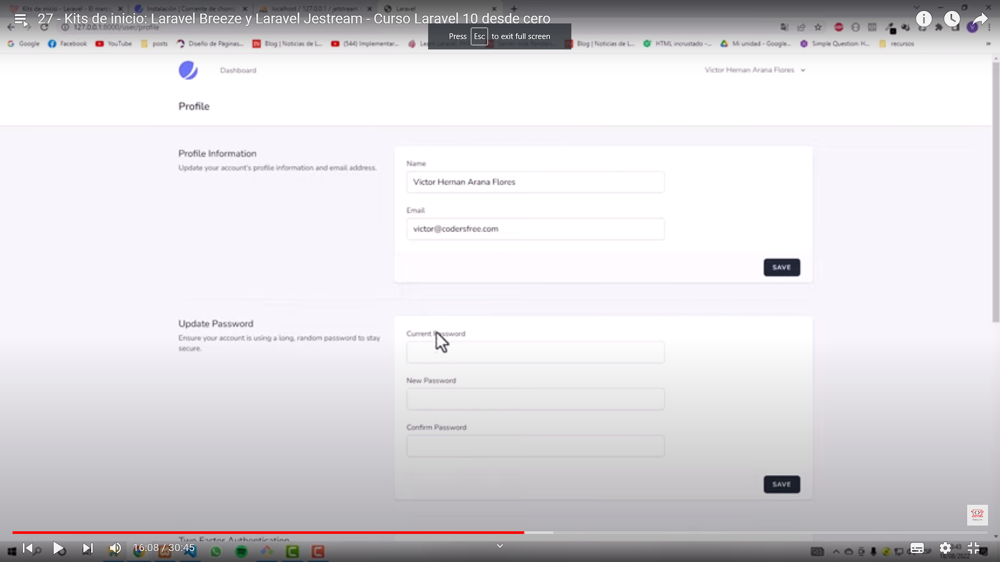 Kits de inicio - Laravel - El marc
Instalación | Corriente de chorro
localhost / 127.0.0.1 / jetstream
Laravel
27 - Kits de inicio: Laravel Breeze y Laravel Jestream - Curso Laravel 10 desde cero
127.0.0.1:8000/user/profile
Press Esc to exit full screen
Google
Facebook
YouTube
posts
Diseño de Páginas...
Blog | Noticias de L...
(544) Implementar...
Blog | Noticias de L...
HTML incrustado -...
Mi unidad - Google...
Simple Question: H...
recursos
Dashboard
Victor Hernan Arana Flores
Profile
Profile Information
Update your account's profile information and email address.
Name
Victor Hernan Arana Flores
Email
victor@codersfree.com
SAVE
Update Password
Ensure your account is using a long, random password to stay
secure.
Current Password
New Password
Confirm Password
SAVE
Two Factor Authentication
16:08 / 30:45